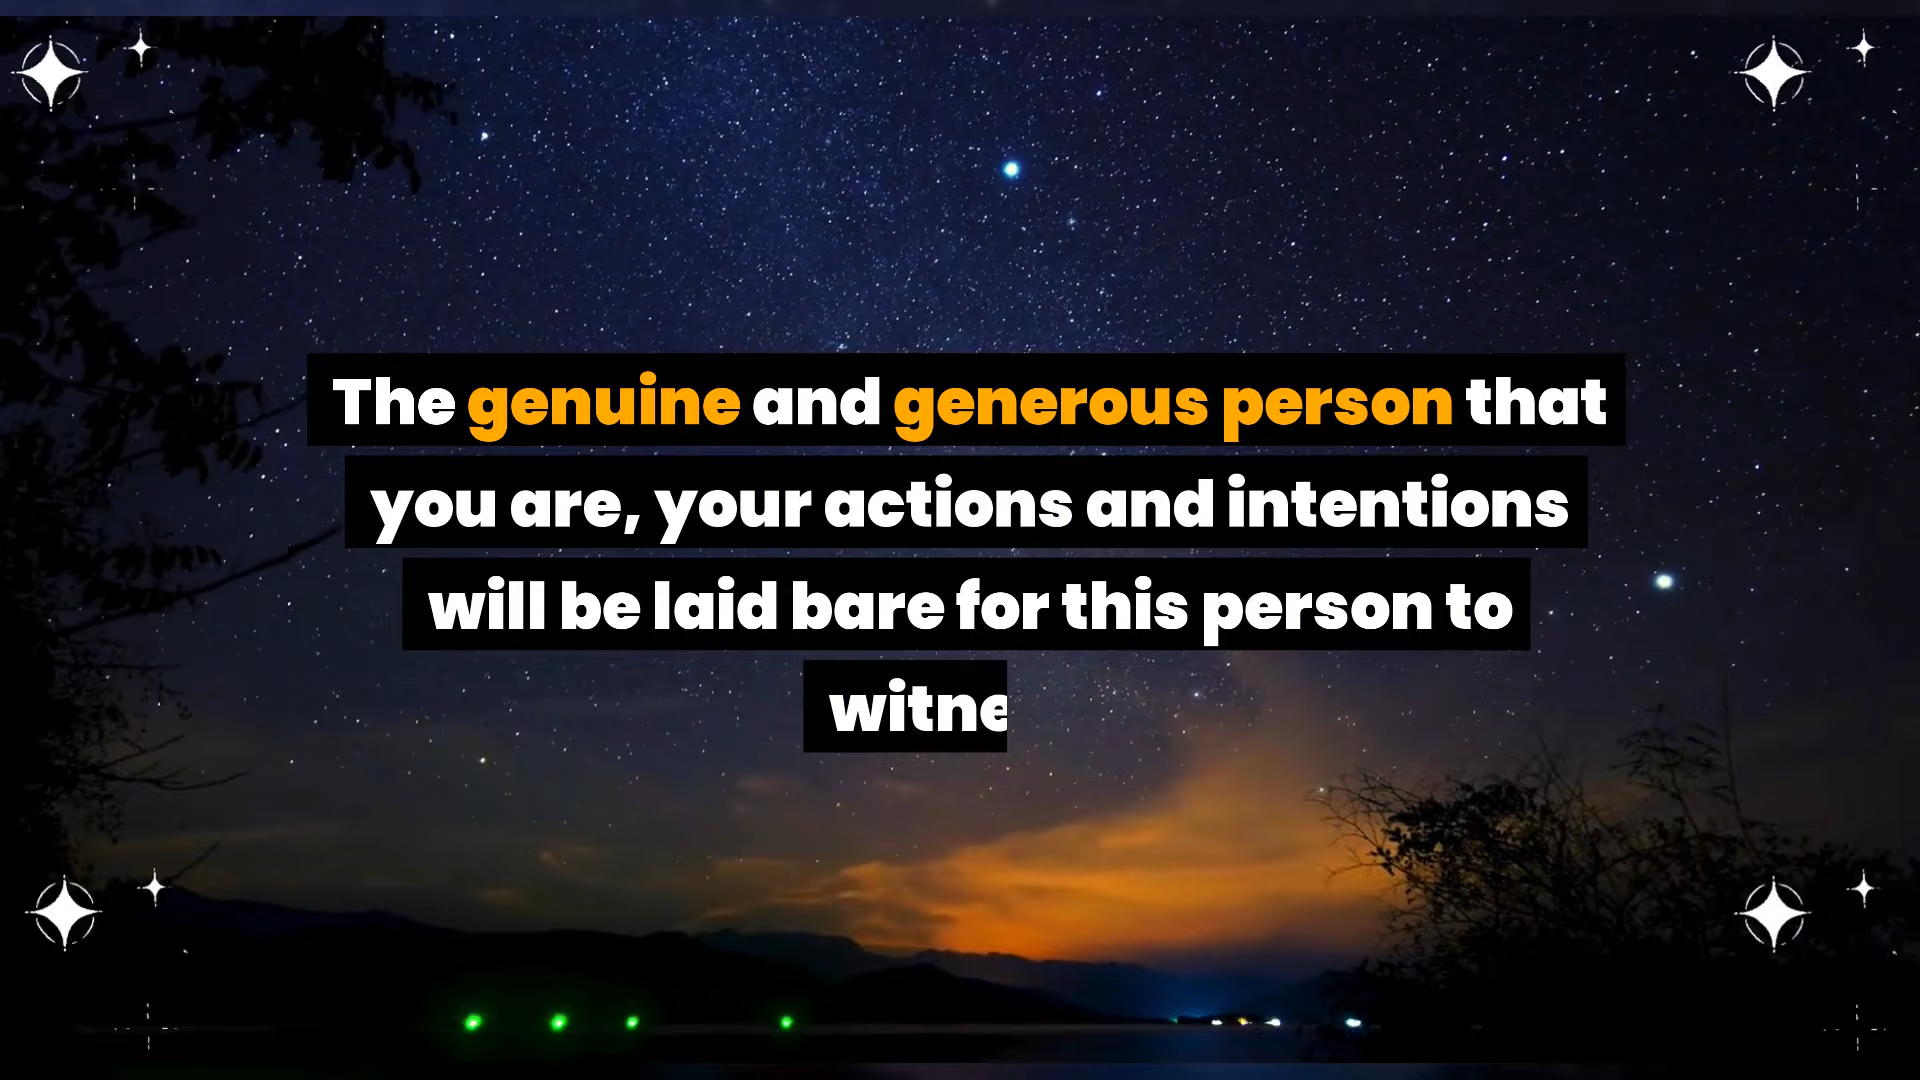 The genuine and generous person that
you are, your actions and intentions
will be laid bare for this person to
witne